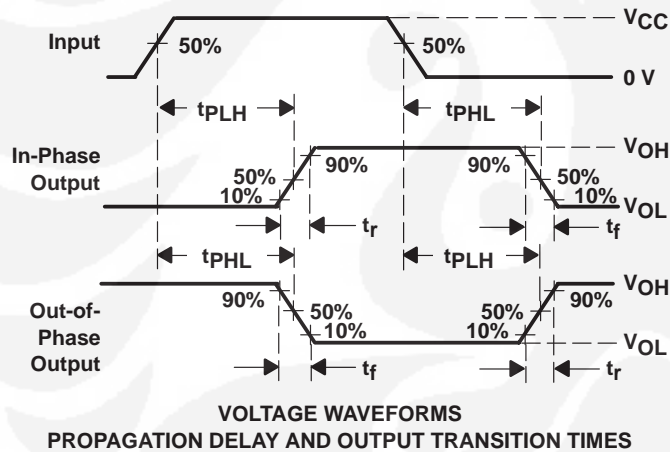 VCC
Input
50%
50%
0 V
tPLH
tPHL
In-Phase
Output
VOH
90%
90%
50%
50%
10%
10%
VOL
tr
tf
tPHL
tPLH
Out-of-
Phase
Output
VOH
90%
90%
50%
50%
10%
10%
VOL
tf
tr
VOLTAGE WAVEFORMS
PROPAGATION DELAY AND OUTPUT TRANSITION TIMES